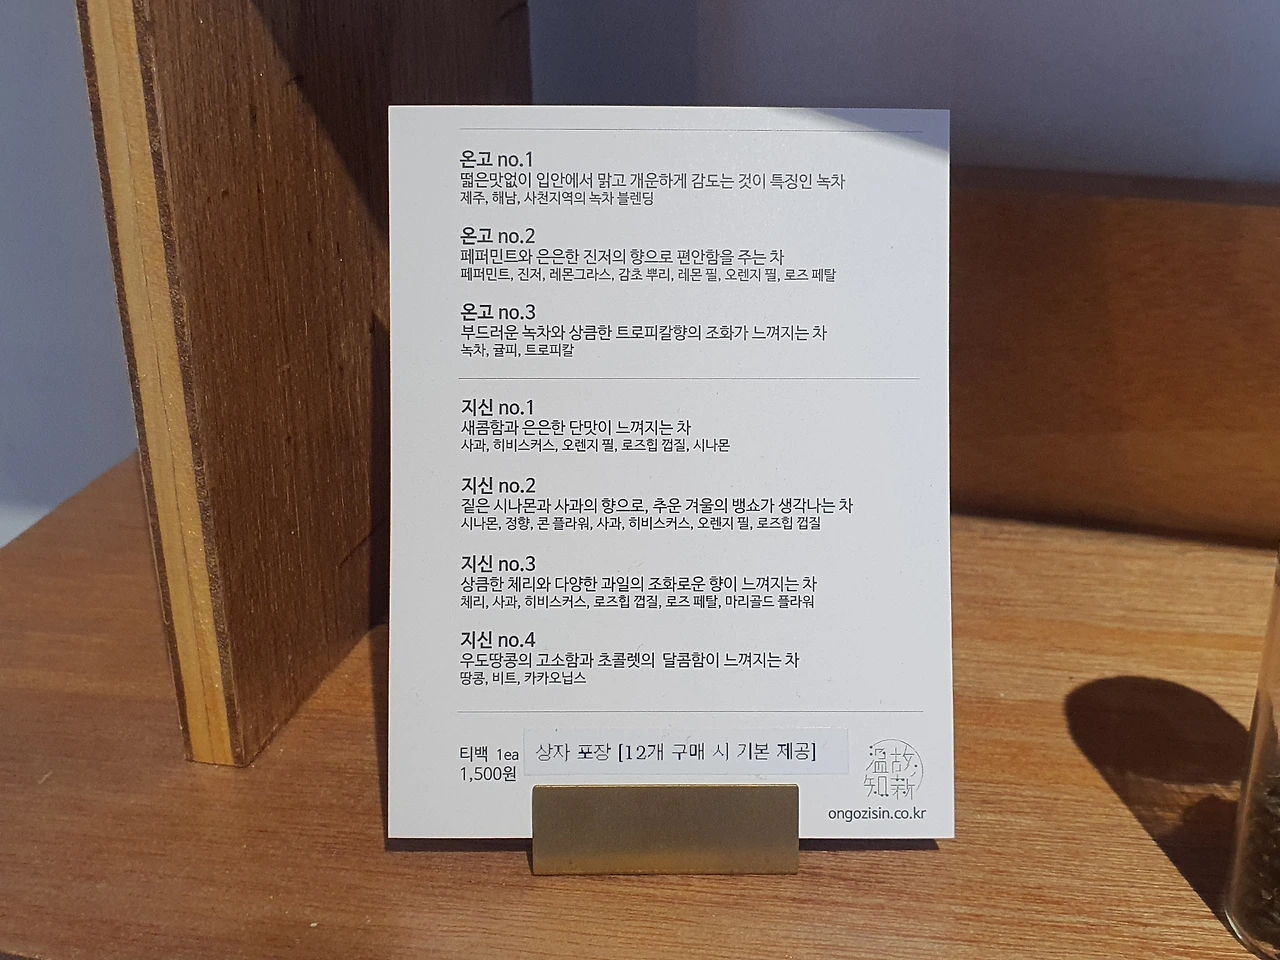 온고 no.1
떫은맛없이 입안에서 맑고 개운하게 감도는 것이 특징인 녹차
제주, 해남, 사천지역의 녹차 블렌딩
온고 no.2
페퍼민트와 은은한 진저의 향으로 편안함을 주는 차
페퍼민트, 진저, 레몬그라스, 감초 뿌리, 레몬 필, 오렌지 필, 로즈 페탈
온고 no.3
부드러운 녹차와 상큼한 트로피칼향의 조화가 느껴지는 차
녹차, 귤피, 트로피칼
지신 no.1
새콤함과 은은한 단맛이 느껴지는 차
사과, 히비스커스, 오렌지 필, 로즈힙 껍질, 시나몬
지신 no.2
짙은 시나몬과 사과의 향으로, 추운 겨울의 뱅쇼가 생각나는 차
시나몬, 정향, 콘 플라워, 사과, 히비스커스, 오렌지 필, 로즈힙 껍질
지신 no.3
상큼한 체리와 다양한 과일의 조화로운 향이 느껴지는 차
체리, 사과, 히비스커스, 로즈힙 껍질, 로즈 페탈, 마리골드 플라워
지신 no.4
우도땅콩의 고소함과 초콜렛의 달콤함이 느껴지는 차
땅콩, 비트, 카카오닙스
티백 1ea 상자 포장 [12개 구매 시 기본 제공]
1,500원
溫故
知新
ongozisin.co.kr